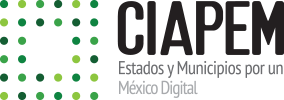 CIAPEM
Estados y Municipios por un
México Digital